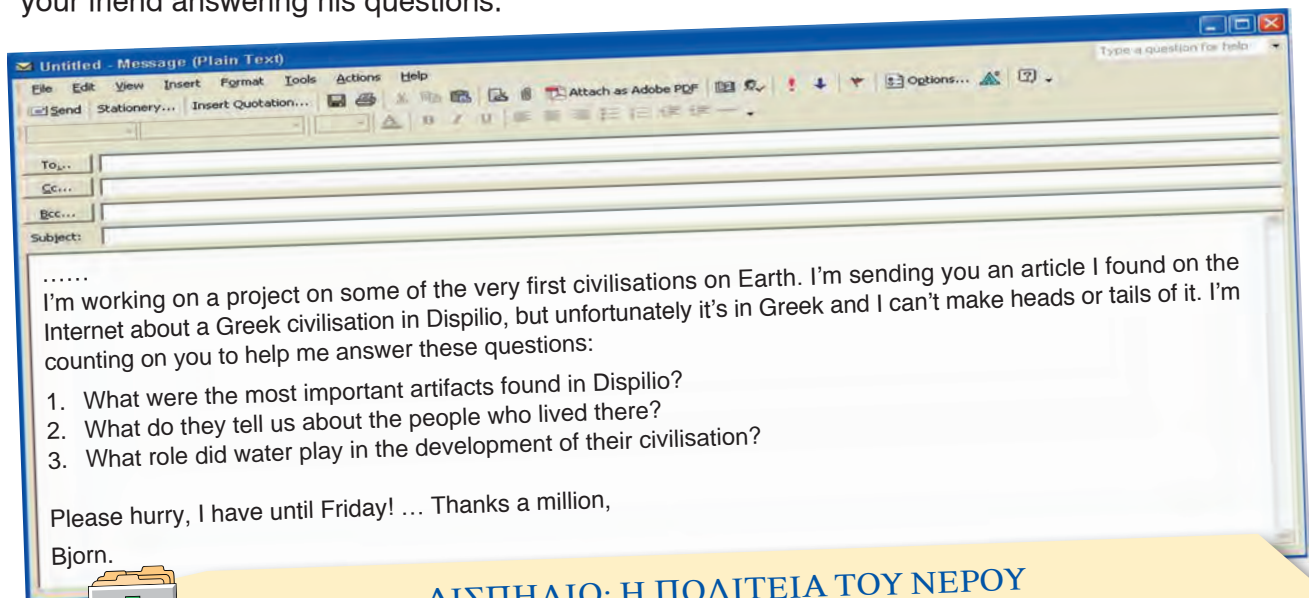 your friend answering his questions.
Untitled - Message (Plain Text)
Type a question for help
File Edit View Insert Format Tools Actions Help
Send Stationery... Insert Quotation... Attach as Adobe PDF Options...
To...
Cc...
Bcc...
Subject:
......
I'm working on a project on some of the very first civilisations on Earth. I'm sending you an article I found on the
Internet about a Greek civilisation in Dispilio, but unfortunately it's in Greek and I can't make heads or tails of it. I'm
counting on you to help me answer these questions:
1. What were the most important artifacts found in Dispilio?
2. What do they tell us about the people who lived there?
3. What role did water play in the development of their civilisation?
Please hurry, I have until Friday! … Thanks a million,
Bjorn.
ΔΙΣΠΗΛΙΟ: Η ΠΟΛΙΤΕΙΑ ΤΟΥ ΝΕΡΟΥ